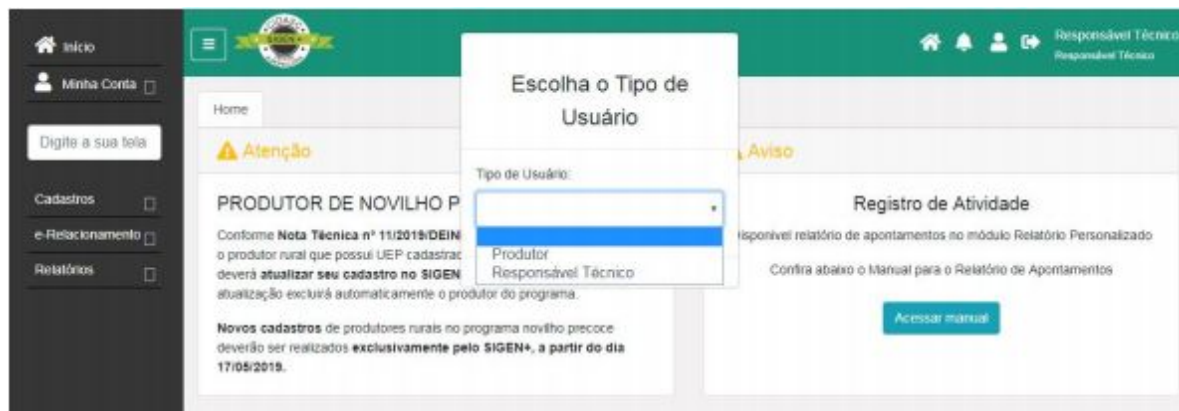 Início
Minha Conta
Digite a sua tela
Cadastros
e-Relacionamento
Relatórios
CIDASC
SIGEN+
Responsável Técnico
Responsável Técnico
Home
Atenção
PRODUTOR DE NOVILHO P
Conforme Nota Técnica nº 11/2019/DEIN
o produtor rural que possui UEP cadastrad
deverá atualizar seu cadastro no SIGEN
atualização excluirá automaticamente o produtor do programa.
Novos cadastros de produtores rurais no programa novilho precoce
deverão ser realizados exclusivamente pelo SIGEN+, a partir do dia
17/05/2019.
Escolha o Tipo de
Usuário
Tipo de Usuário:
Produtor
Responsável Técnico
Aviso
Registro de Atividade
Disponível relatório de apontamentos no módulo Relatório Personalizado
Confira abaixo o Manual para o Relatório de Apontamentos
Acessar manual